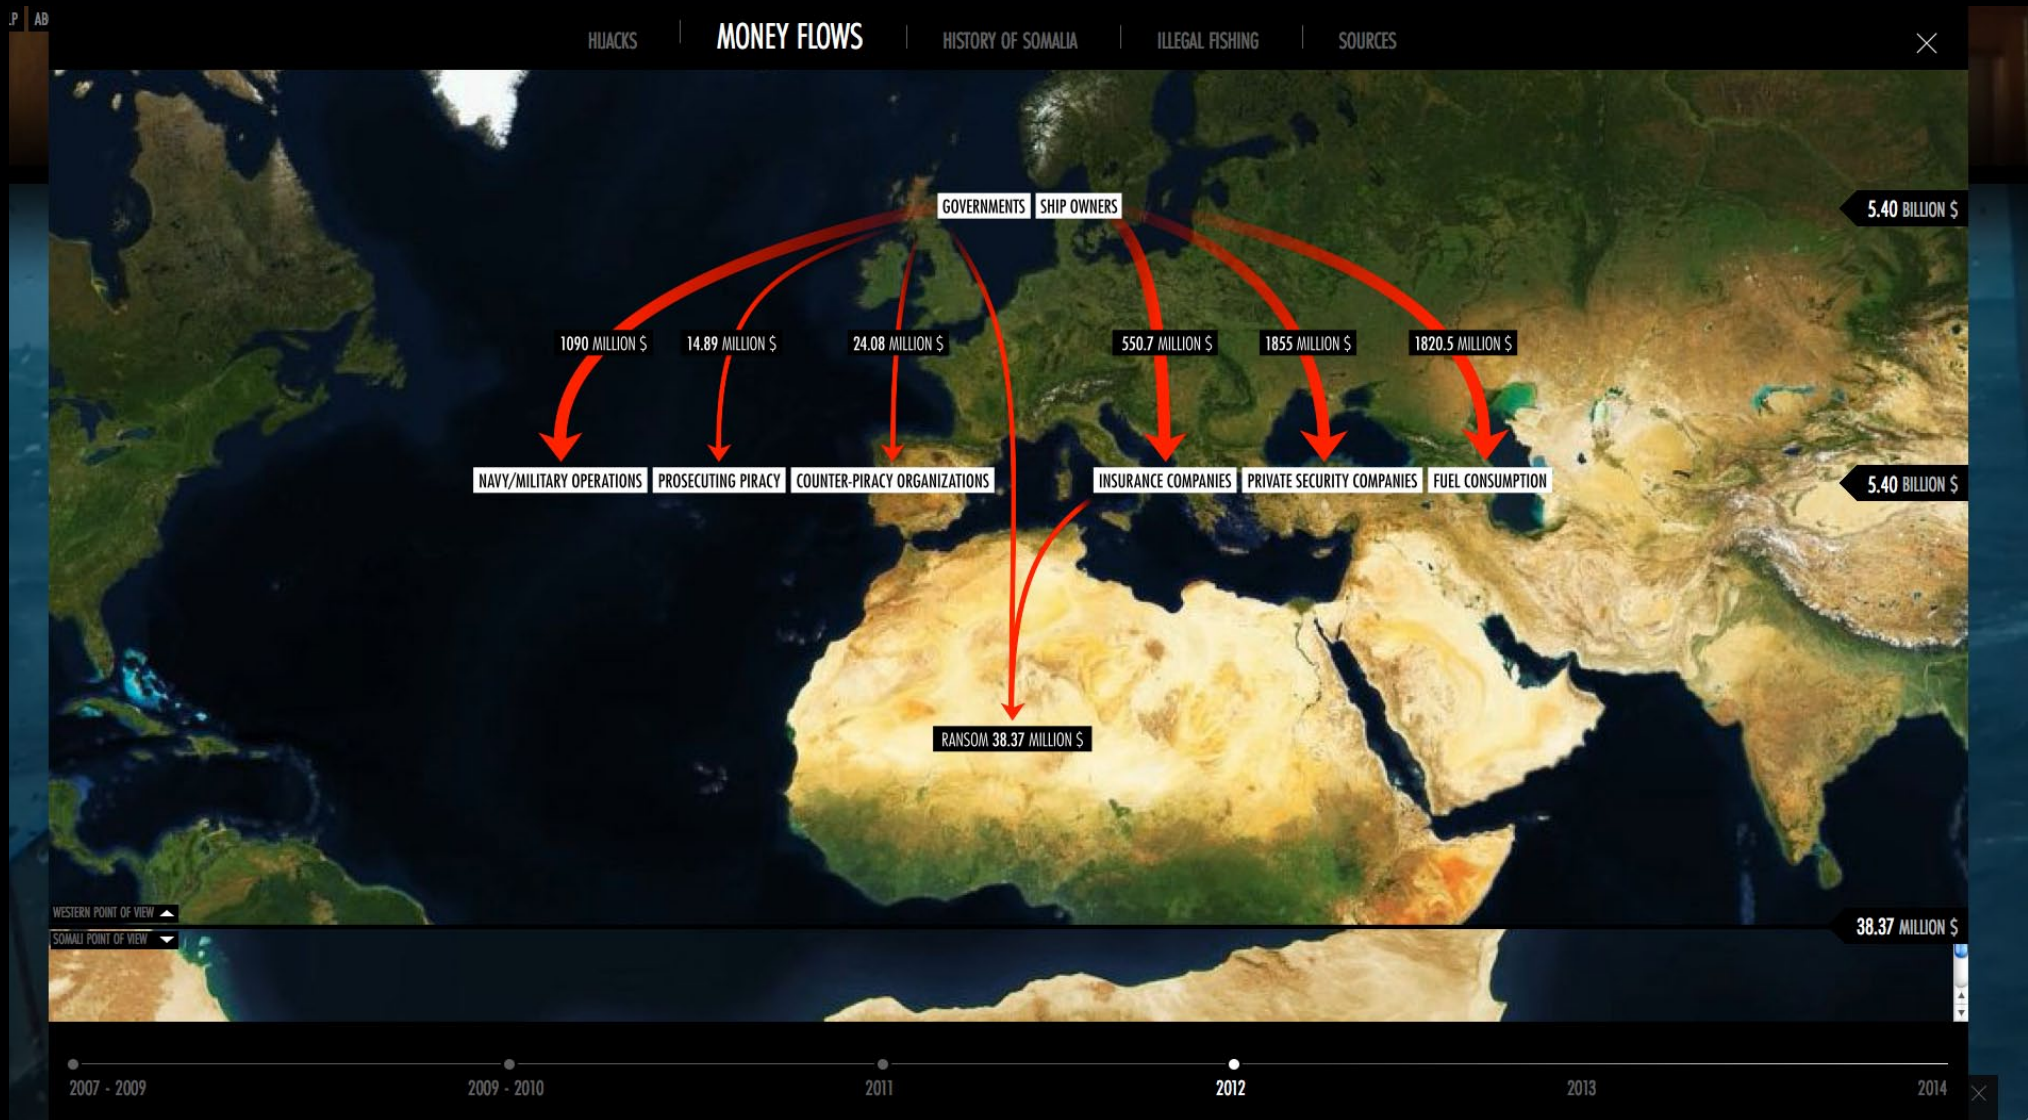 AB
HIJACKS
MONEY FLOWS
HISTORY OF SOMALIA
ILLEGAL FISHING
SOURCES
GOVERNMENTS
SHIP OWNERS
5.40 BILLION $
1090 MILLION $
14.89 MILLION $
24.08 MILLION $
550.7 MILLION $
1855 MILLION $
1820.5 MILLION $
NAVY/MILITARY OPERATIONS
PROSECUTING PIRACY
COUNTER-PIRACY ORGANIZATIONS
INSURANCE COMPANIES
PRIVATE SECURITY COMPANIES
FUEL CONSUMPTION
5.40 BILLION $
RANSOM 38.37 MILLION $
WESTERN POINT OF VIEW
38.37 MILLION $
SOMALI POINT OF VIEW
2007 - 2009
2009 - 2010
2011
2012
2013
2014